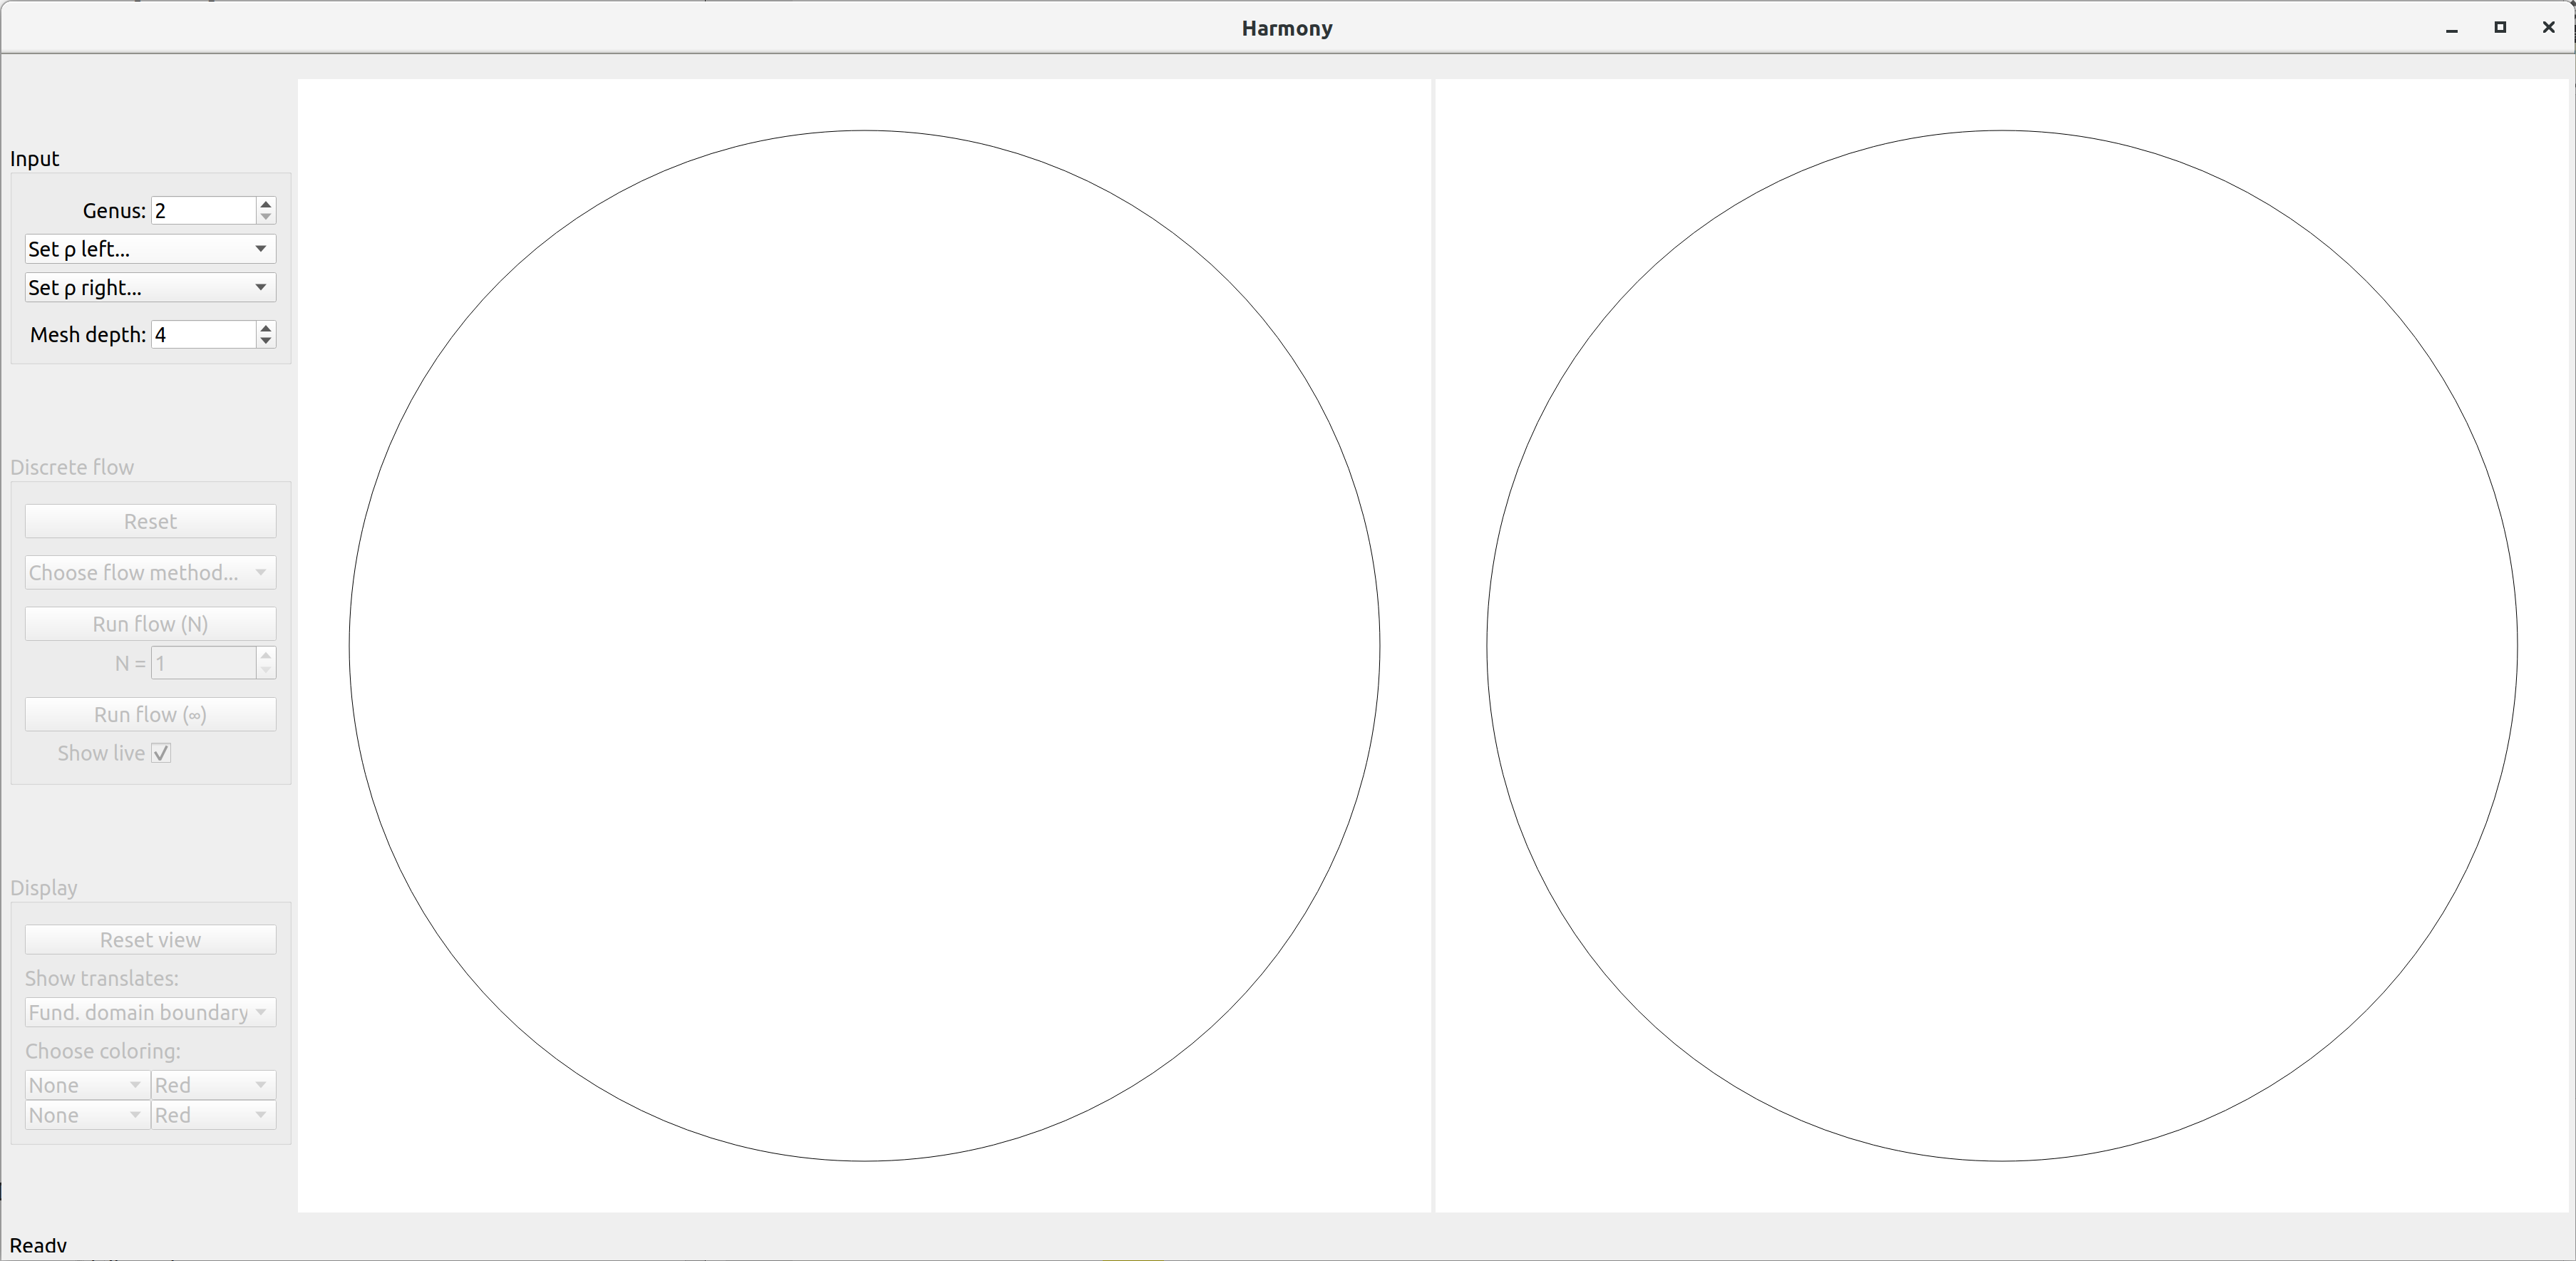 Harmony
Input
Genus: 2
Set ρ left...
Set ρ right...
Mesh depth: 4
Discrete flow
Reset
Choose flow method...
Run flow (N)
N = 1
Run flow (∞)
Show live
Display
Reset view
Show translates:
Fund. domain boundary
Choose coloring:
None Red
None Red
Ready